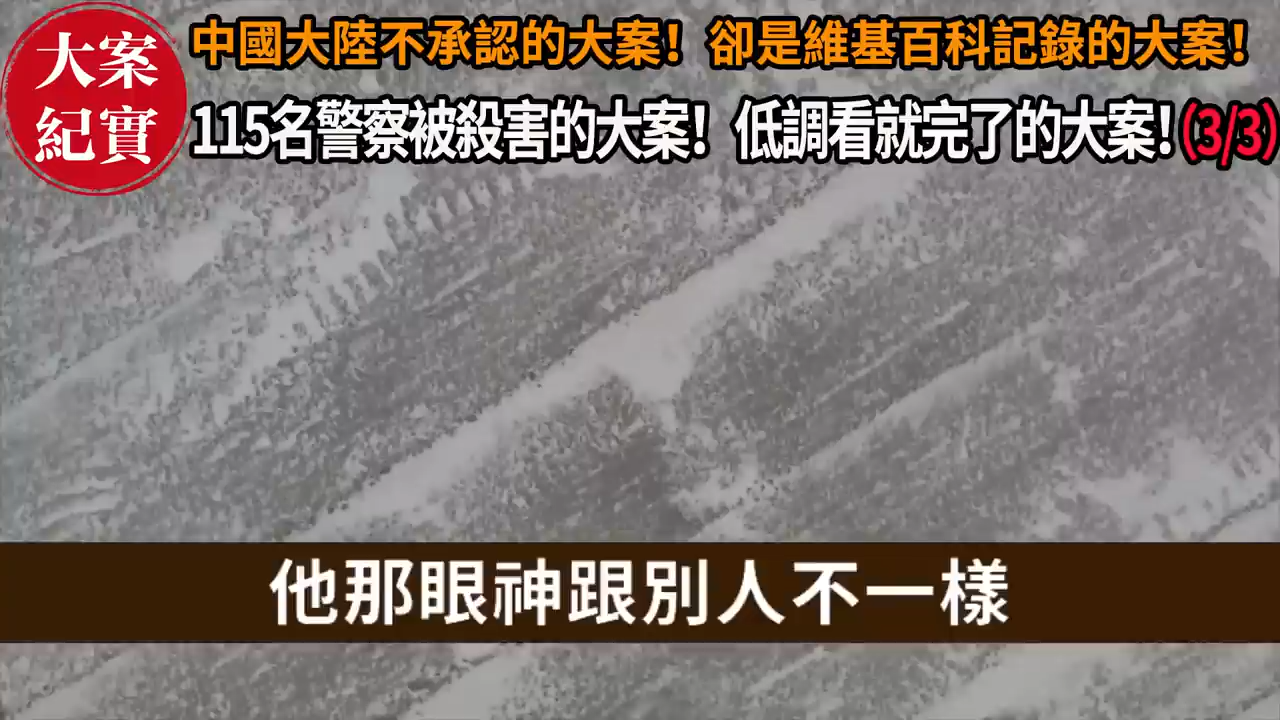 大案
紀實
中國大陸不承認的大案！卻是維基百科記錄的大案！
115名警察被殺害的大案！低調看就完了的大案！(3/3)
他那眼神跟別人不一樣